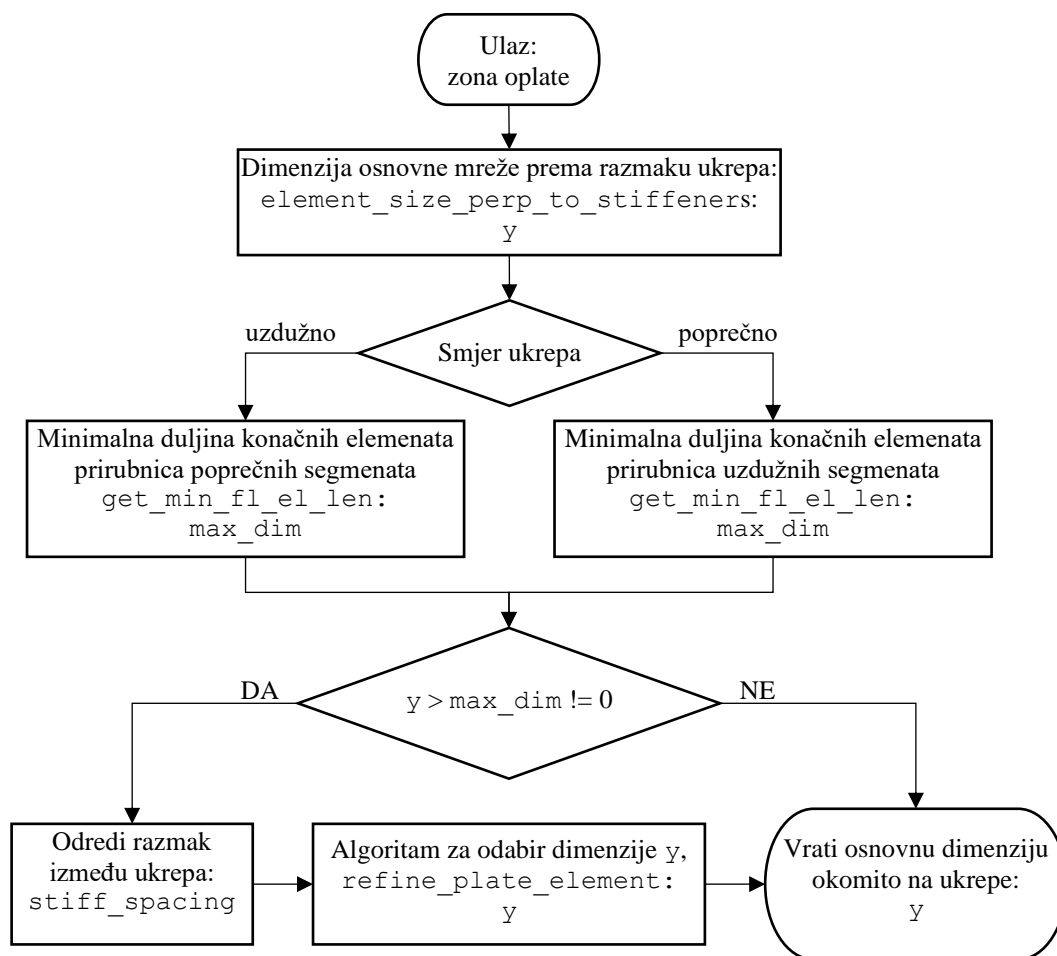 Ulaz:
zona oplate
Dimenzija osnovne mreže prema razmaku ukrepa:
element_size_perp_to_stiffeners:
y
uzdužno
poprečno
Smjer ukrepa
Minimalna duljina konačnih elemenata
prirubnica poprečnih segmenata
get_min_fl_el_len:
max_dim
Minimalna duljina konačnih elemenata
prirubnica uzdužnih segmenata
get_min_fl_el_len:
max_dim
DA
NE
y > max_dim != 0
Odredi razmak
između ukrepa:
stiff_spacing
Algoritam za odabir dimenzije y,
refine_plate_element:
y
Vrati osnovnu dimenziju
okomito na ukrepe:
y